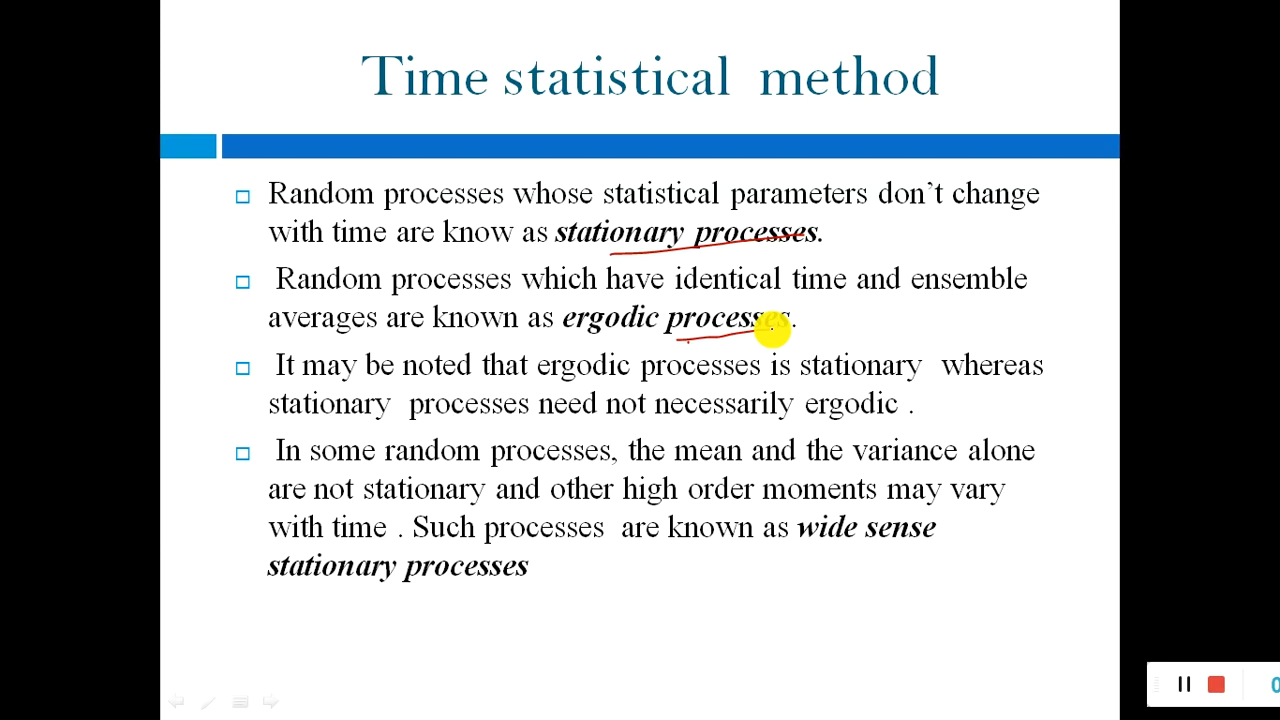 Time statistical method
Random processes whose statistical parameters don’t change
with time are know as stationary processes.
Random processes which have identical time and ensemble
averages are known as ergodic processes.
It may be noted that ergodic processes is stationary whereas
stationary processes need not necessarily ergodic .
In some random processes, the mean and the variance alone
are not stationary and other high order moments may vary
with time . Such processes are known as wide sense
stationary processes
0